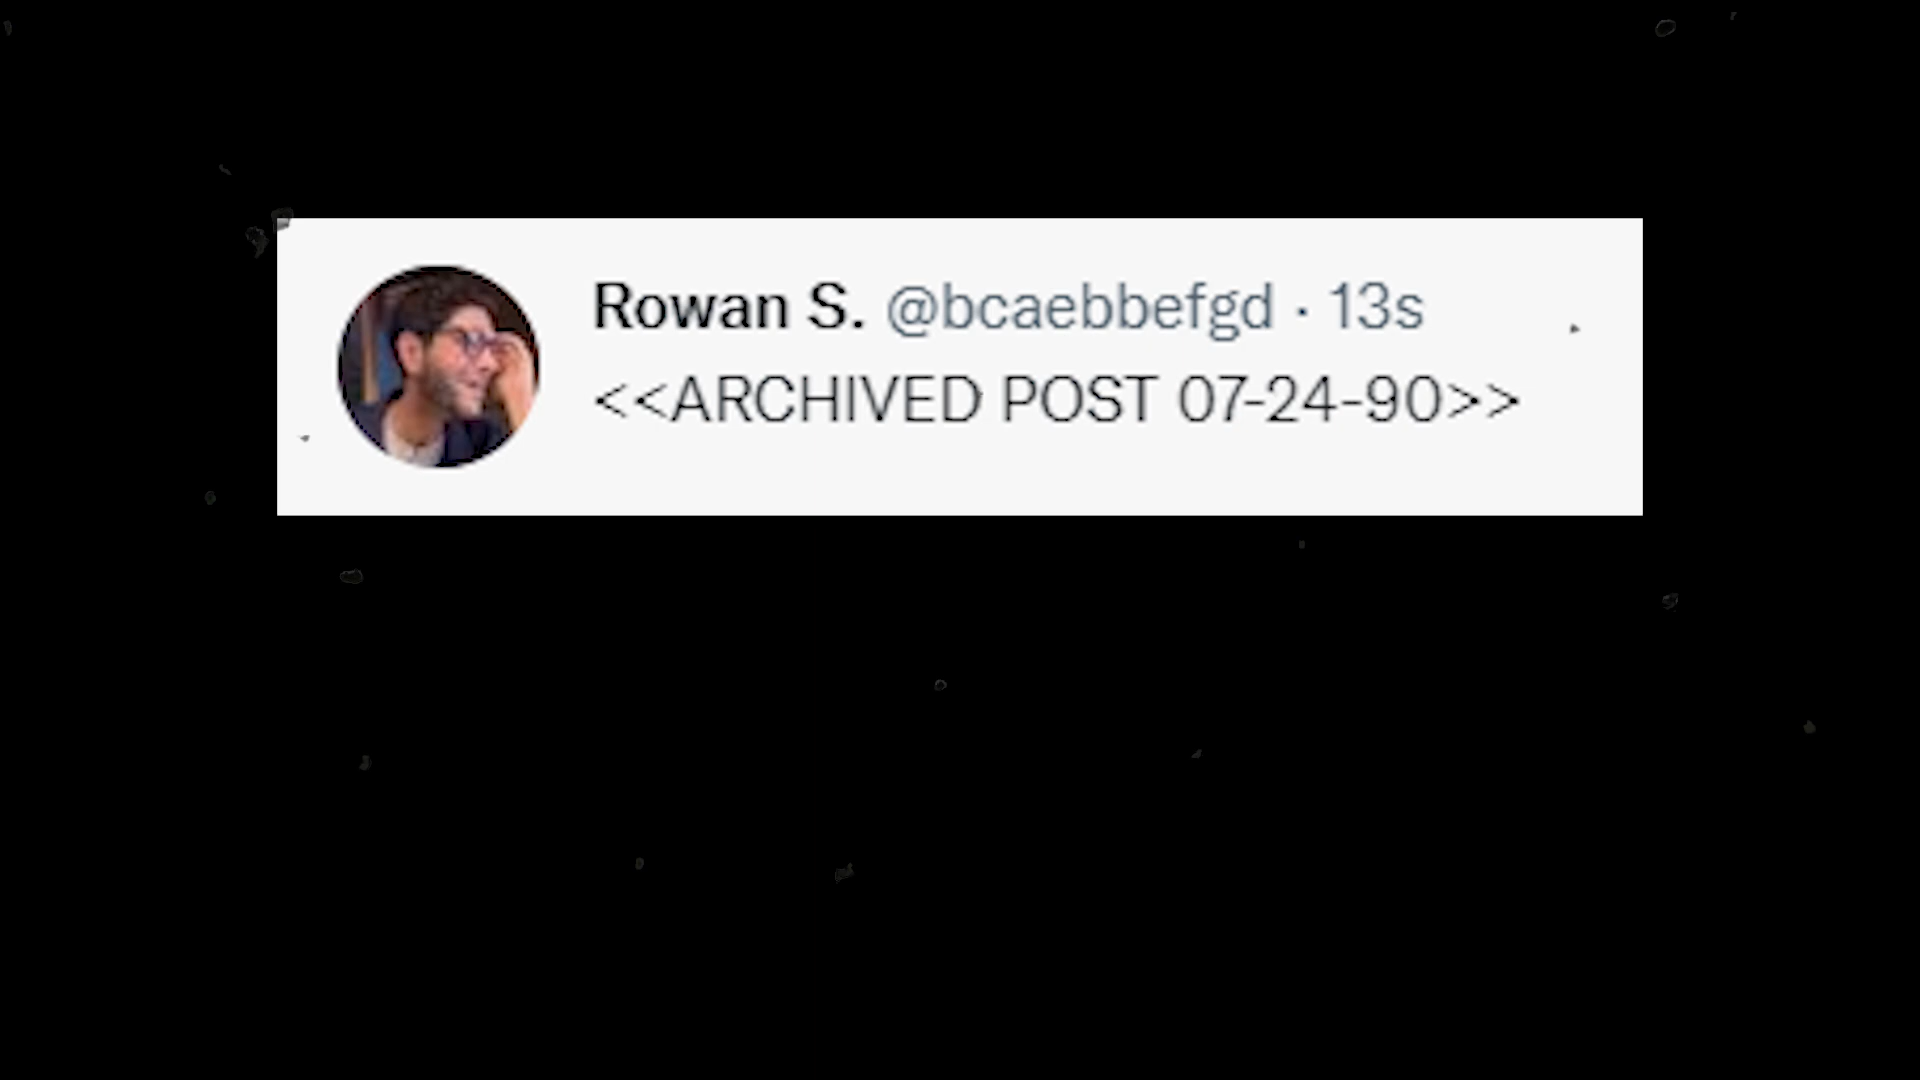 Rowan S. @bcaebbefgd · 13s
<<ARCHIVED POST 07-24-90>>